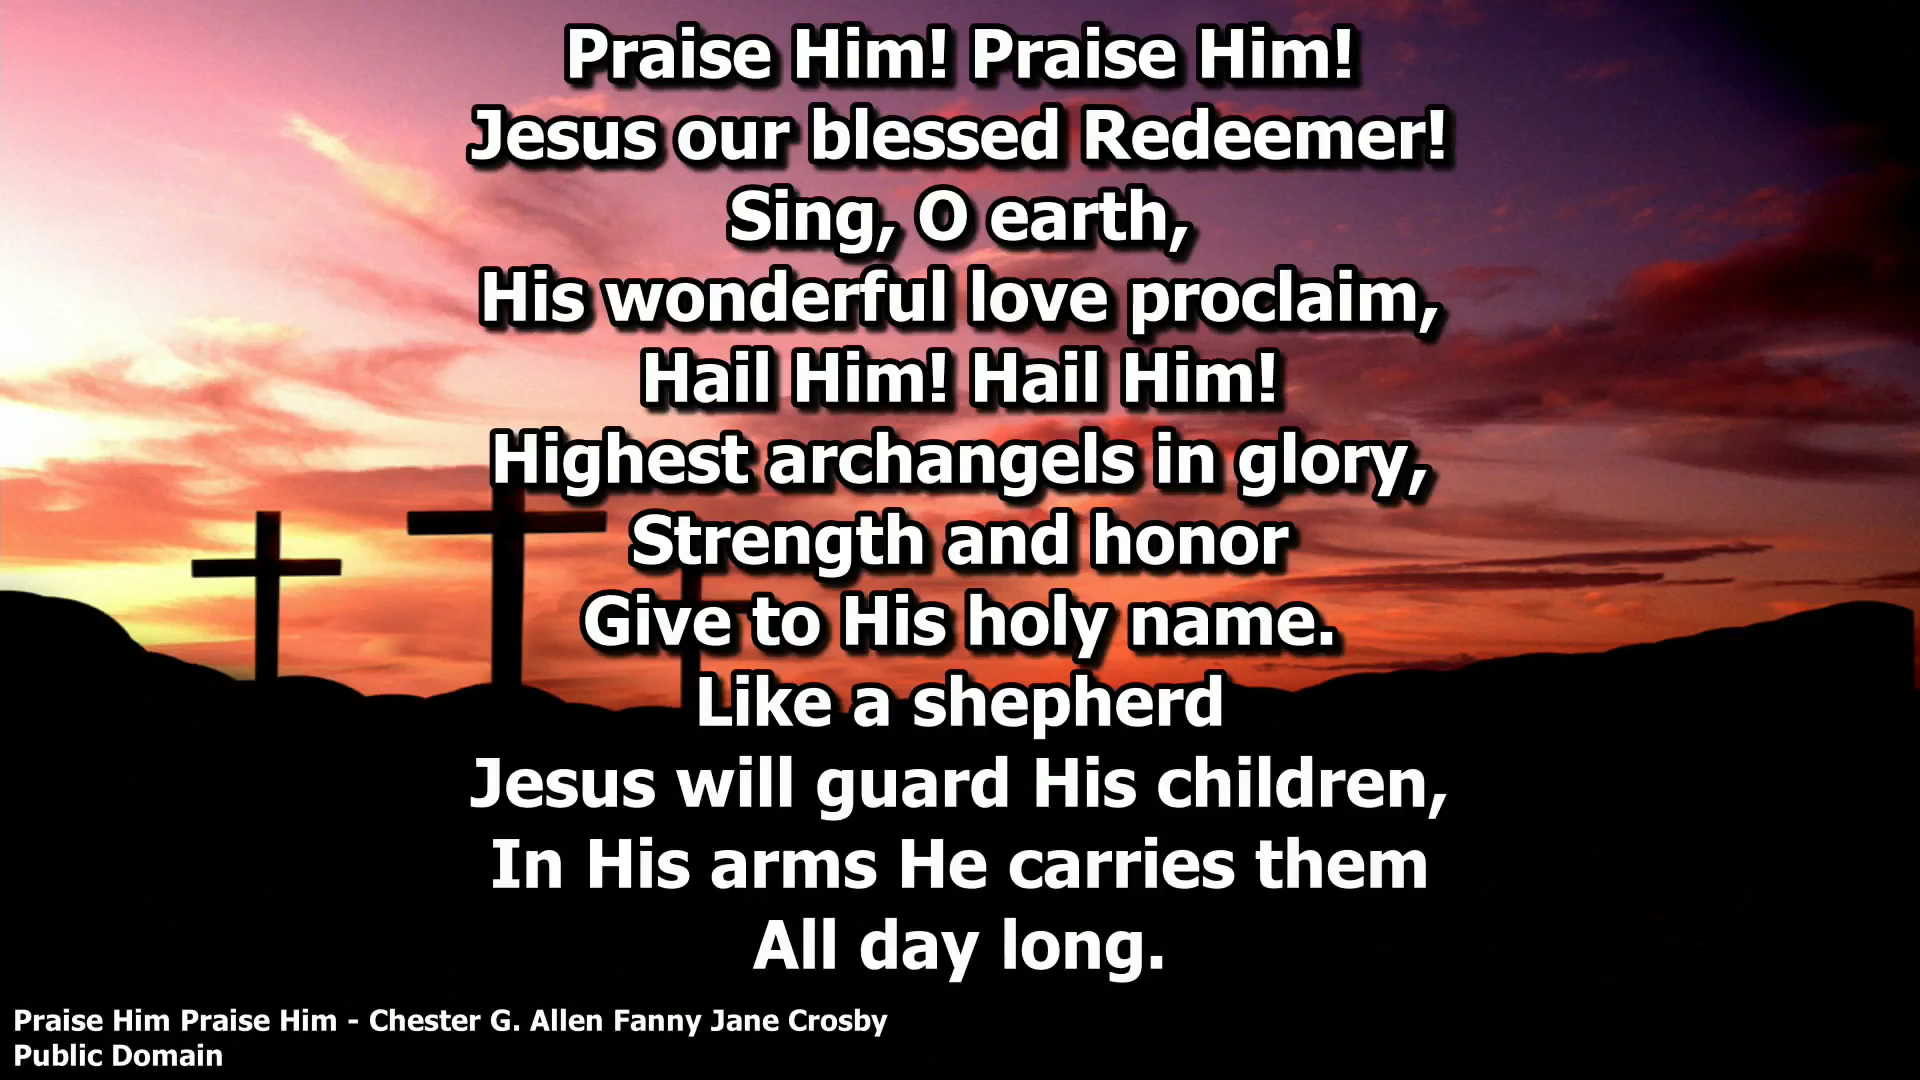 Praise Him! Praise Him!
Jesus our blessed Redeemer!
Sing, O earth,
His wonderful love proclaim,
Hail Him! Hail Him!
Highest archangels in glory,
Strength and honor
Give to His holy name.
Like a shepherd
Jesus will guard His children,
In His arms He carries them
All day long.
Praise Him Praise Him - Chester G. Allen Fanny Jane Crosby
Public Domain